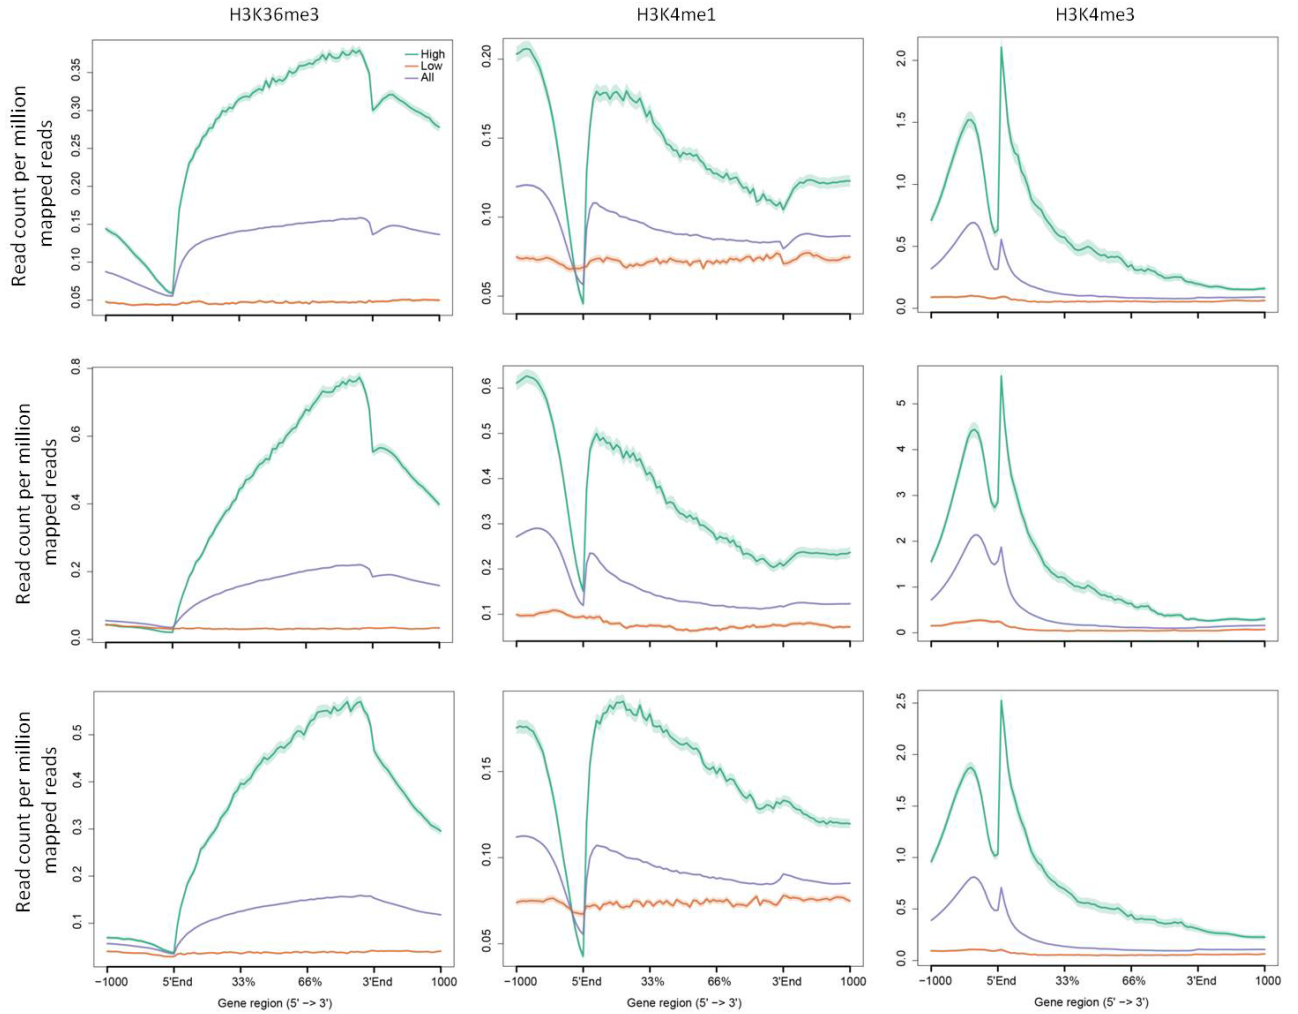 H3K36me3
H3K4me1
H3K4me3
Read count per million
mapped reads
0.05
0.10
0.15
0.20
0.25
0.30
0.35
High
Low
All
0.05
0.10
0.15
0.20
0.0
0.5
1.0
1.5
2.0
Read count per million
mapped reads
0.0
0.2
0.4
0.6
0.8
0.1
0.2
0.3
0.4
0.5
0.6
0
1
2
3
4
5
Read count per million
mapped reads
0.1
0.2
0.3
0.4
0.5
0.05
0.10
0.15
0.0
0.5
1.0
1.5
2.0
2.5
−1000 5'End 33% 66% 3'End 1000
Gene region (5' −> 3')
−1000 5'End 33% 66% 3'End 1000
Gene region (5' −> 3')
−1000 5'End 33% 66% 3'End 1000
Gene region (5' −> 3')